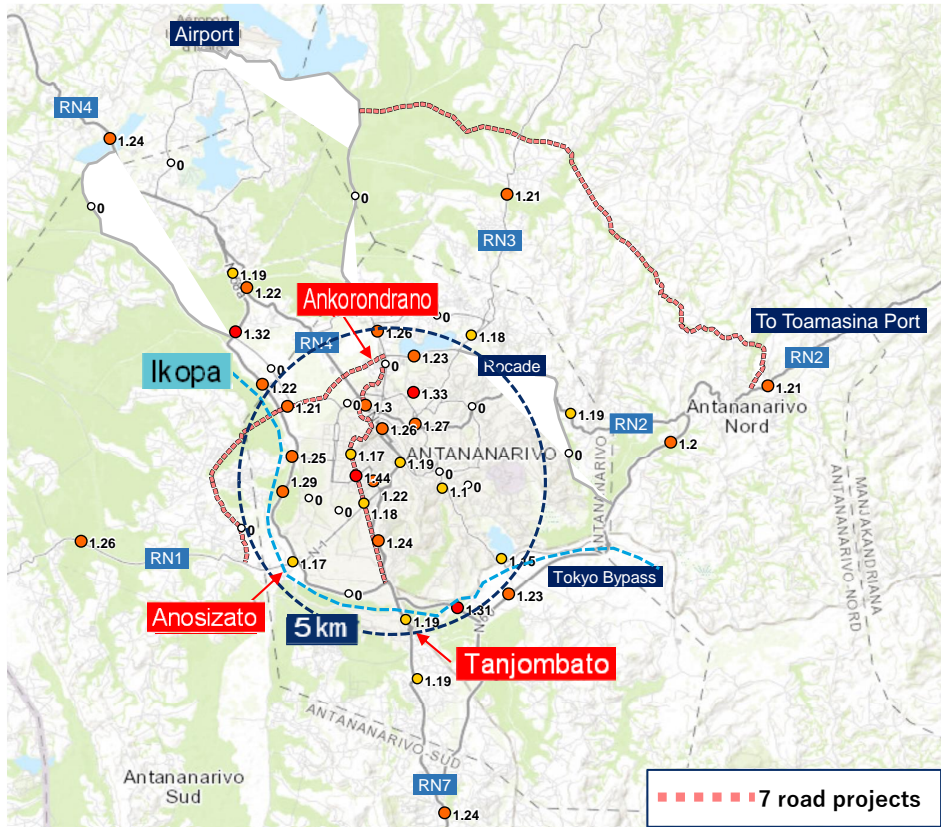 Aéroport
Airport
RN4
1.24
0
0
0
1.21
RN3
1.19
1.22
Ankorondrano
0
To Toamasina Port
1.32
1.26
1.18
RN4
RN2
Ikopa
0
1.23
0
Rocade
1.22
1.33
1.21
1.21
0
1.3
0
1.19
Antananarivo
Nord
1.26
1.27
RN2
1.2
1.25
1.17
1.19
ANTANANARIVO
0
1.44
0
0
1.29
0
1.22
1.1
1.18
0
ANTANANARIVO
MANJAKANDRIANA
ANTANANARIVO-NORD
0
N-1
1.26
1.24
RN1
1.17
1.15
Tokyo Bypass
0
1.23
Anosizato
1.31
5km
1.19
Tanjombato
1.19
ANTANANARIVO-SUD
Antananarivo
Sud
RN7
7 road projects
1.24